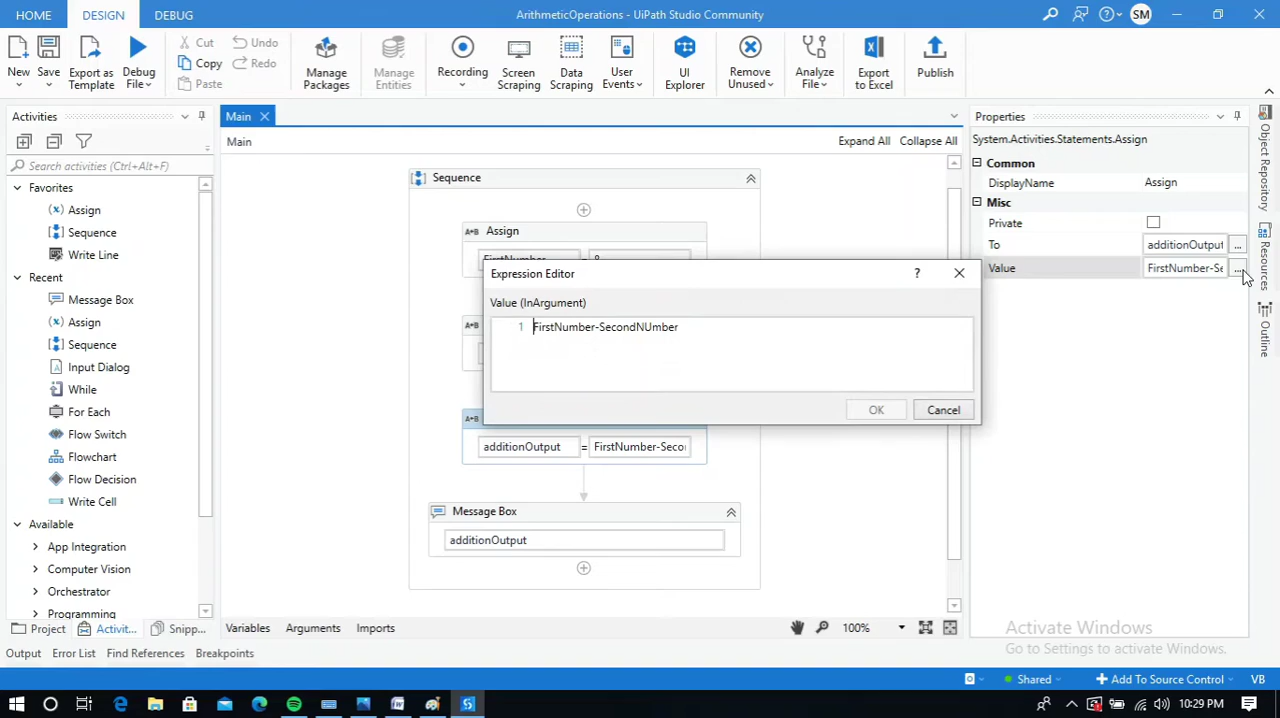 HOME
DESIGN
DEBUG
ArithmeticOperations - UiPath Studio Community
SM
New
Save
Export as Template
Debug File
Cut
Copy
Paste
Undo
Redo
Manage Packages
Manage Entities
Recording
Screen Scraping
Data Scraping
User Events
UI Explorer
Remove Unused
Analyze File
Export to Excel
Publish
Activities
Search activities (Ctrl+Alt+F)
Favorites
Assign
Sequence
Write Line
Recent
Message Box
Assign
Sequence
Input Dialog
While
For Each
Flow Switch
Flowchart
Flow Decision
Write Cell
Available
App Integration
Computer Vision
Orchestrator
Programming
Project
Activit...
Snipp...
Main
Main
Expand All
Collapse All
Sequence
A+B Assign
A+B
A+B
additionOutput = FirstNumber-Seco
Message Box
additionOutput
Expression Editor
?
Value (InArgument)
1 FirstNumber-SecondNUmber
OK
Cancel
Variables
Arguments
Imports
100%
Properties
System.Activities.Statements.Assign
Common
DisplayName Assign
Misc
Private
To additionOutput ...
Value FirstNumber-Se ...
Object Repository
Resources
Outline
Activate Windows
Go to Settings to activate Windows.
Output
Error List
Find References
Breakpoints
Shared
Add To Source Control
VB
10:29 PM